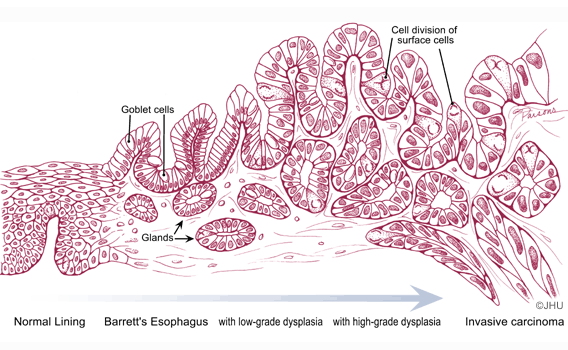 Cell division of
surface cells
Goblet cells
Parsons
Glands
©JHU
Normal Lining
Barrett's Esophagus
with low-grade dysplasia
with high-grade dysplasia
Invasive carcinoma